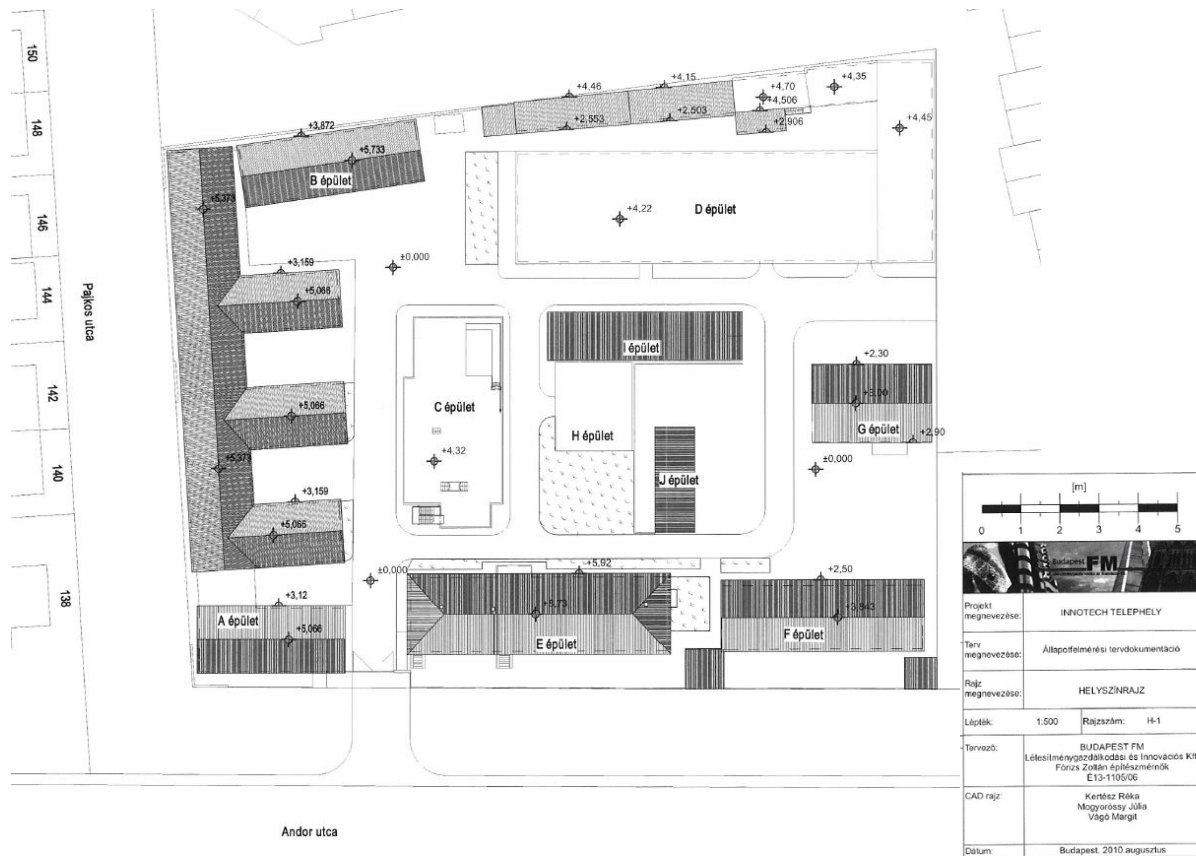 150
148
146
144
142
140
138
Pajkos utca
+4,46
+4,15
+4,70
+4,35
+4,506
+2,553
+2,503
+2,906
+4,45
+3,872
+5,733
B épület
+5,373
+4,22
D épület
±0,000
+3,159
+5,066
I épület
+2,30
+3,00
G épület
+2,90
C épület
H épület
+4,32
J épület
±0,000
+5,066
+5,373
+3,159
+5,066
±0,000
+5,92
+2,50
+3,12
A épület
+5,066
+5,73
E épület
+3,843
F épület
Andor utca
[m]
0 1 2 3 4 5
Budapest FM
Projekt megnevezése:
INNOTECH TELEPHELY
Terv megnevezése:
Állapotfelmérési tervdokumentáció
Rajz megnevezése:
HELYSZÍNRAJZ
Lépték: 1:500 Rajzszám: H-1
Tervező:
BUDAPEST FM
Létesítménygazdálkodási és Innovációs Kft
Fórizs Zoltán építészmérnök
É13-1105/06
CAD rajz:
Kertész Réka
Mogyoróssy Júlia
Vágó Margit
Dátum: Budapest, 2010.augusztus